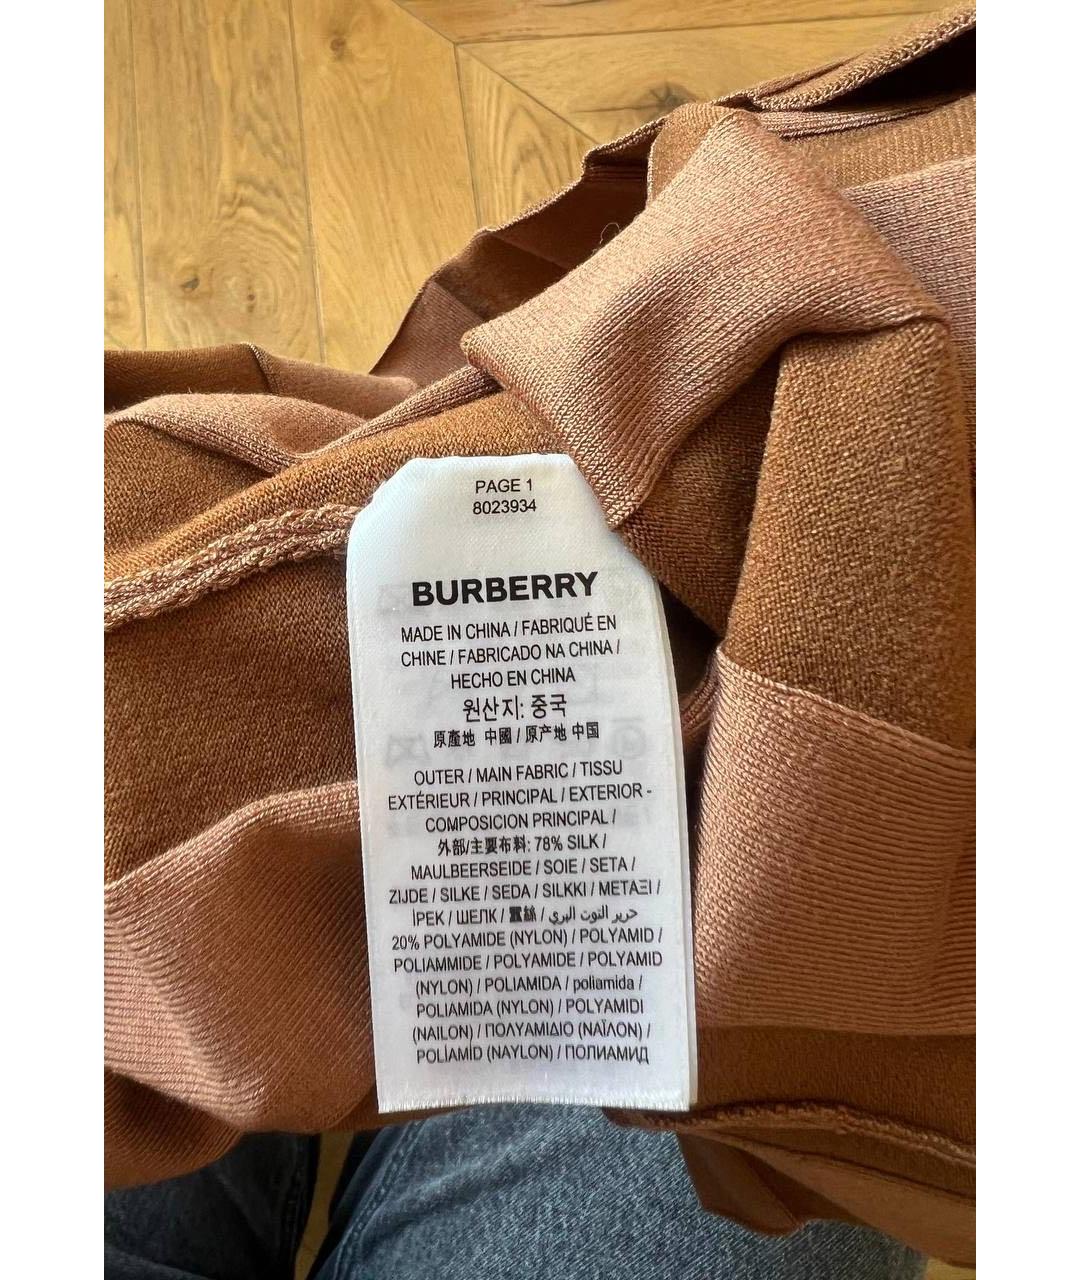 PAGE 1
8023934
BURBERRY
MADE IN CHINA / FABRIQUÉ EN
CHINE / FABRICADO NA CHINA /
HECHO EN CHINA
원산지: 중국
原產地 中國 / 原产地 中国
OUTER / MAIN FABRIC / TISSU
EXTÉRIEUR / PRINCIPAL / EXTERIOR -
COMPOSICION PRINCIPAL /
外部/主要布料: 78% SILK /
MAULBEERSEIDE / SOIE / SETA /
ZIJDE / SILKE / SEDA / SILKKI / ΜΕΤΑΞΙ /
İPEK / ШЕЛК / 蠶絲 / حرير التوت البري /
20% POLYAMIDE (NYLON) / POLYAMID /
POLIAMMIDE / POLYAMIDE / POLYAMID
(NYLON) / POLIAMIDA / poliamida /
POLIAMIDA (NYLON) / POLYAMIDI
(NAILON) / ΠΟΛΥΑΜΙΔΙΟ (ΝΑΪΛΟΝ) /
POLİAMİD (NAYLON) / ПОЛИАМИД